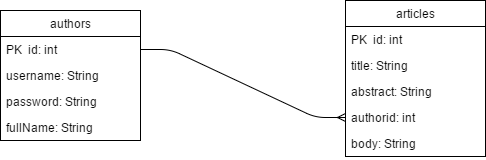 authors
PK id: int
username: String
password: String
fullName: String
articles
PK id: int
title: String
abstract: String
authorid: int
body: String